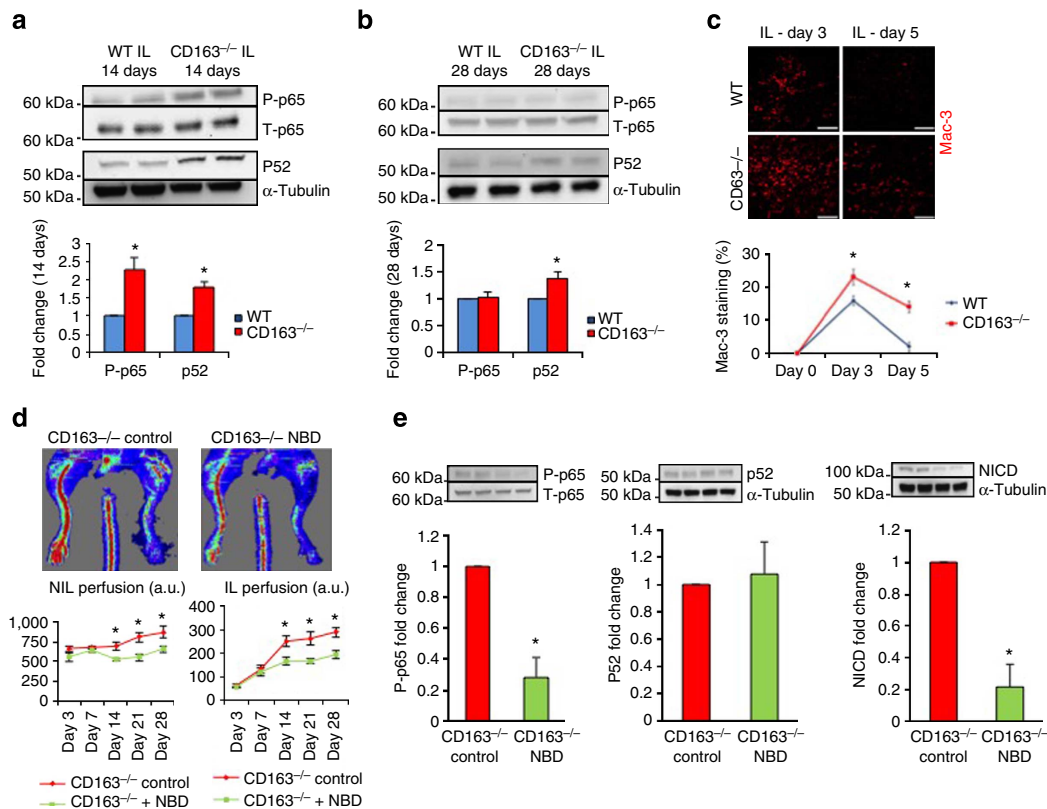 a
WT IL CD163–/– IL
14 days 14 days
60 kDa P-p65
60 kDa T-p65
50 kDa P52
50 kDa α-Tubulin
Fold change (14 days)
3
2.5
2
1.5
1
0.5
0
* *
P-p65 p52
WT
CD163–/–
b
WT IL CD163–/– IL
28 days 28 days
60 kDa P-p65
60 kDa T-p65
50 kDa P52
50 kDa α-Tubulin
Fold change (28 days)
2
1.5
1
0.5
0
*
P-p65 p52
WT
CD163–/–
c
IL - day 3 IL - day 5
WT
CD63–/–
Mac-3
Mac-3 staining (%)
30
20
10
0
* *
Day 0 Day 3 Day 5
WT
CD163–/–
d
CD163–/– control CD163–/– NBD
NIL perfusion (a.u.)
1,000
750
500
250
0
* * *
Day 3 Day 7 Day 14 Day 21 Day 28
CD163–/– control
CD163–/– + NBD
IL perfusion (a.u.)
400
300
200
100
0
* * *
Day 3 Day 7 Day 14 Day 21 Day 28
CD163–/– control
CD163–/– + NBD
e
60 kDa P-p65
60 kDa T-p65
P-p65 fold change
1.2
1
0.8
0.6
0.4
0.2
0
*
CD163–/– CD163–/–
control NBD
50 kDa p52
50 kDa α-Tubulin
P52 fold change
1.4
1.2
1
0.8
0.6
0.4
0.2
0
CD163–/– CD163–/–
control NBD
100 kDa NICD
50 kDa α-Tubulin
NICD fold change
1.2
1
0.8
0.6
0.4
0.2
0
*
CD163–/– CD163–/–
control NBD